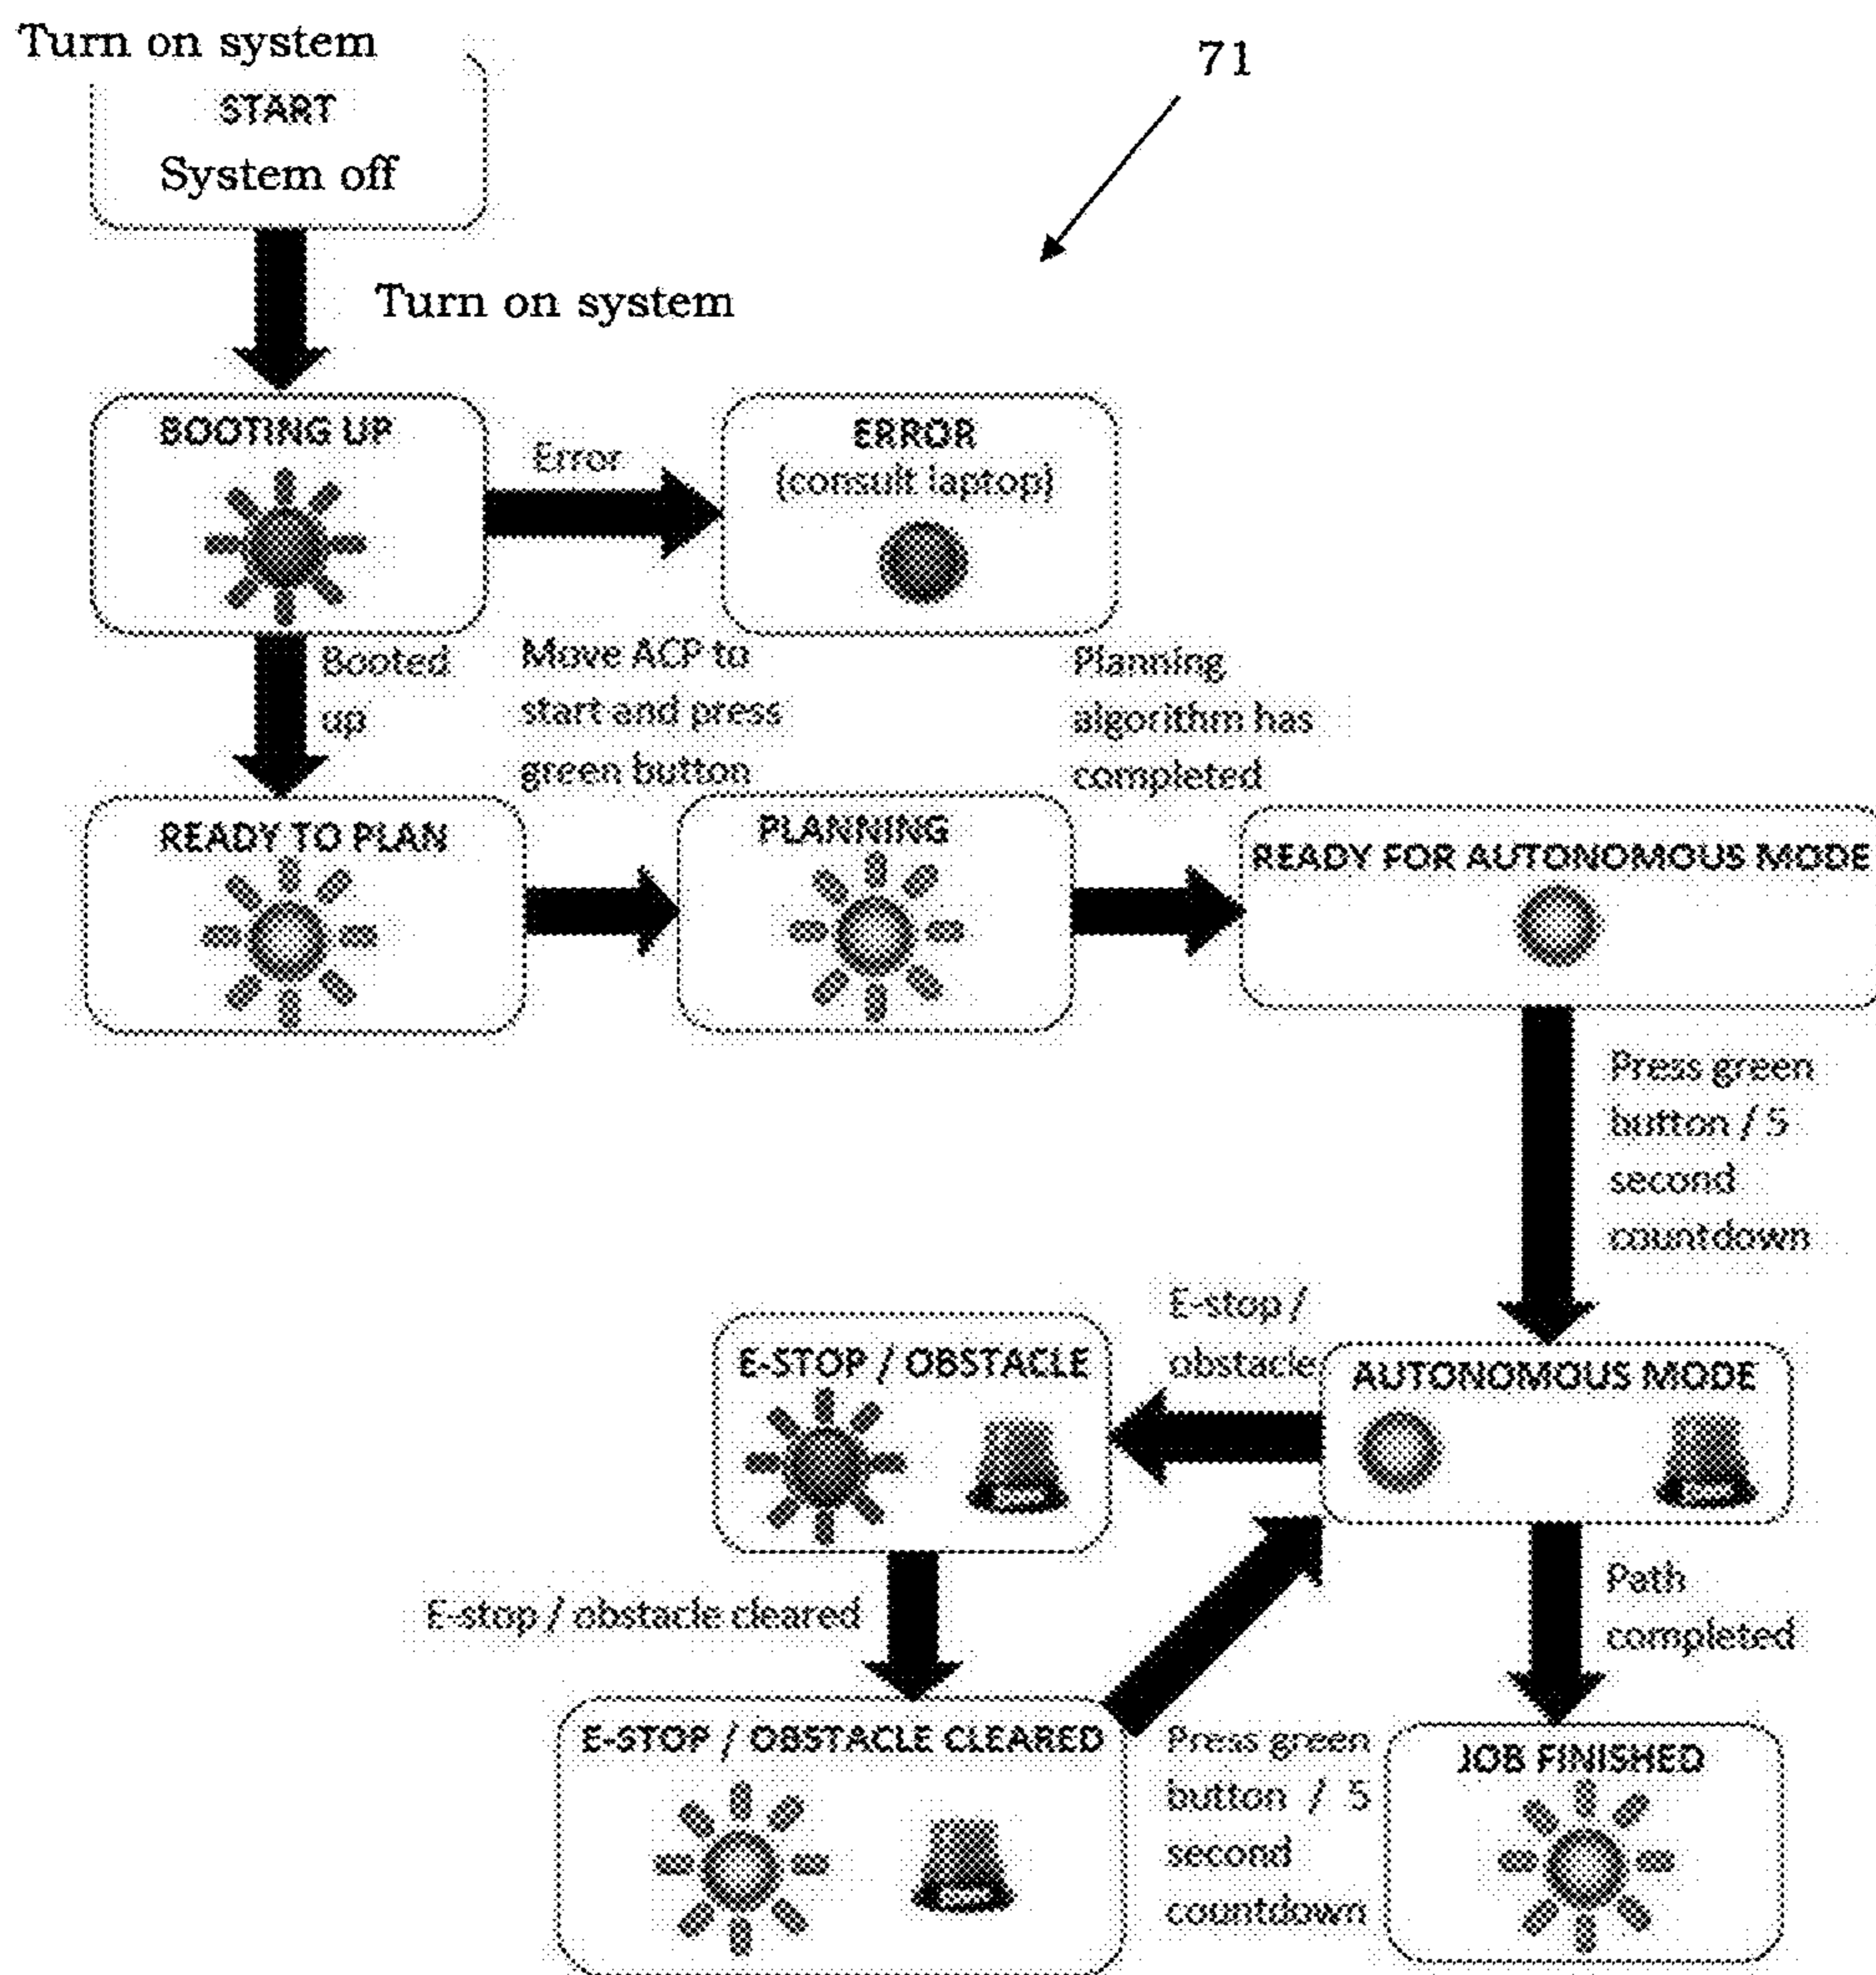 Turn on system
71
START
System off
Turn on system
BOOTING UP
Error
ERROR
(consult laptop)
Booted
up
Move ACP to
start and press
green button
Planning
algorithm has
completed
READY TO PLAN
PLANNING
READY FOR AUTONOMOUS MODE
Press green
button / 5
second
countdown
E-stop /
obstacle
E-STOP / OBSTACLE
AUTONOMOUS MODE
E-stop / obstacle cleared
Path
completed
E-STOP / OBSTACLE CLEARED
Press green
button / 5
second
countdown
JOB FINISHED